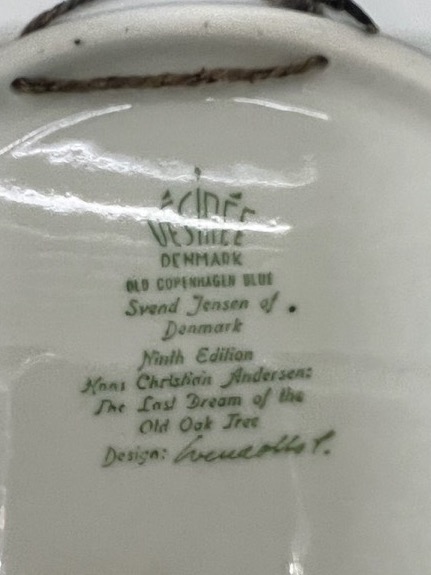 DÉSIRÉE
DENMARK
OLD COPENHAGEN BLUE
Svend Jensen of
Denmark
Ninth Edition
Hans Christian Andersen:
The Last Dream of the
Old Oak Tree
Design: